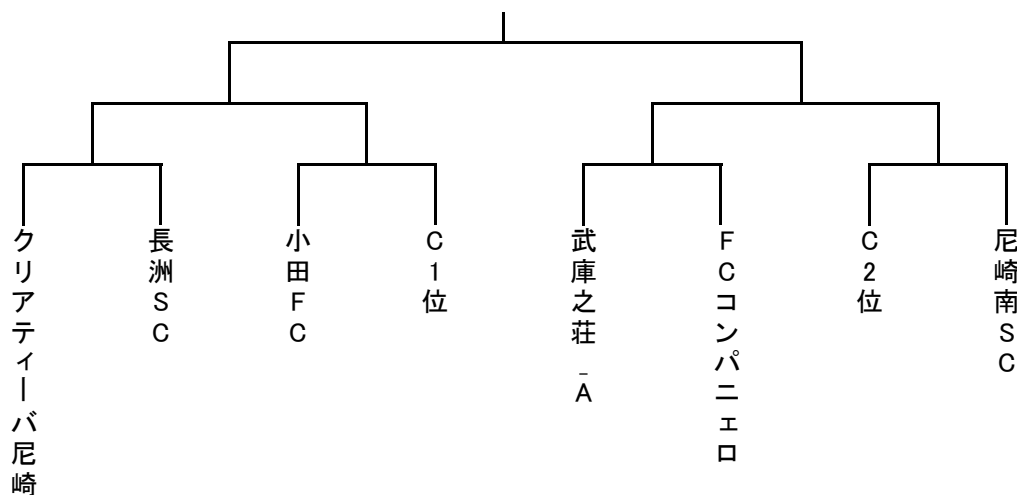 クリアティーバ尼崎
長洲SC
小田FC
C1位
武庫之荘_A
FCコンパニェロ
C2位
尼崎南SC